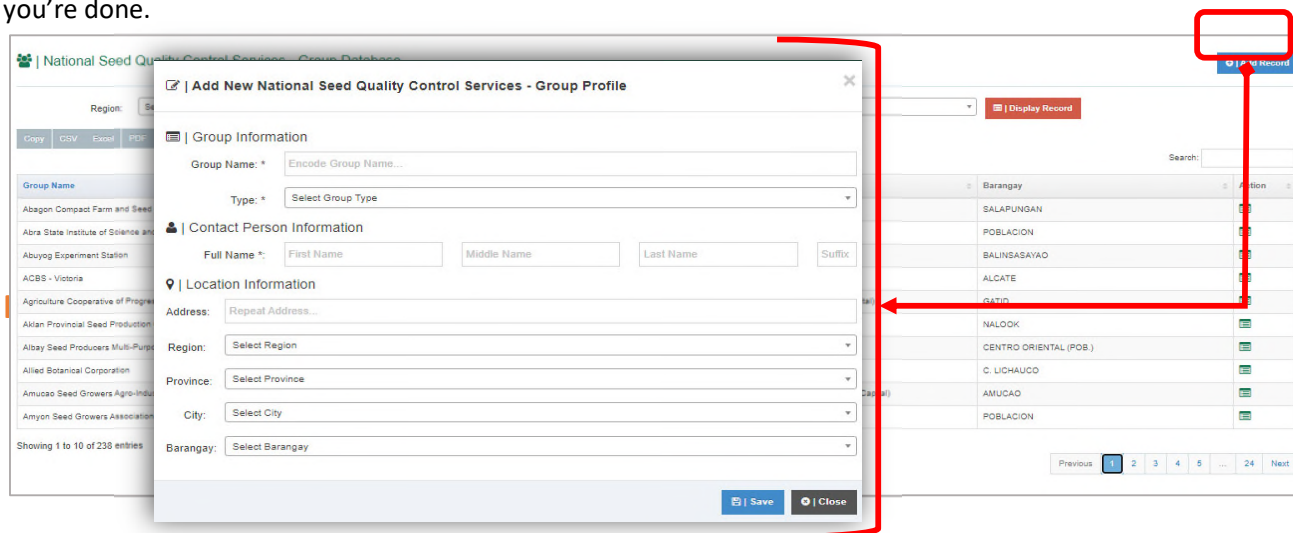 you're done.
| National Seed Quality Control Services - Group Database
| Add Record
Region:
| Display Record
Copy CSV Excel PDF
Search:
Group Name Barangay Action
Abagon Compact Farm and Seed SALAPUNGAN
Abra State Institute of Science and POBLACION
Abuyog Experiment Station BALINSASAYAO
ACBS - Victoria ALCATE
Agriculture Cooperative of Progre GATID
Aklan Provincial Seed Production NALOOK
Albay Seed Producers Multi-Purp CENTRO ORIENTAL (POB.)
Allied Botanical Corporation C. LICHAUCO
Amucao Seed Growers Agro-Indu AMUCAO
Amyon Seed Growers Association POBLACION
Showing 1 to 10 of 238 entries
Previous 1 2 3 4 5 ... 24 Next
| Add New National Seed Quality Control Services - Group Profile
| Group Information
Group Name: * Encode Group Name...
Type: * Select Group Type
| Contact Person Information
Full Name *: First Name Middle Name Last Name Suffix
| Location Information
Address: Repeat Address...
Region: Select Region
Province: Select Province
City: Select City
Barangay: Select Barangay
| Save | Close